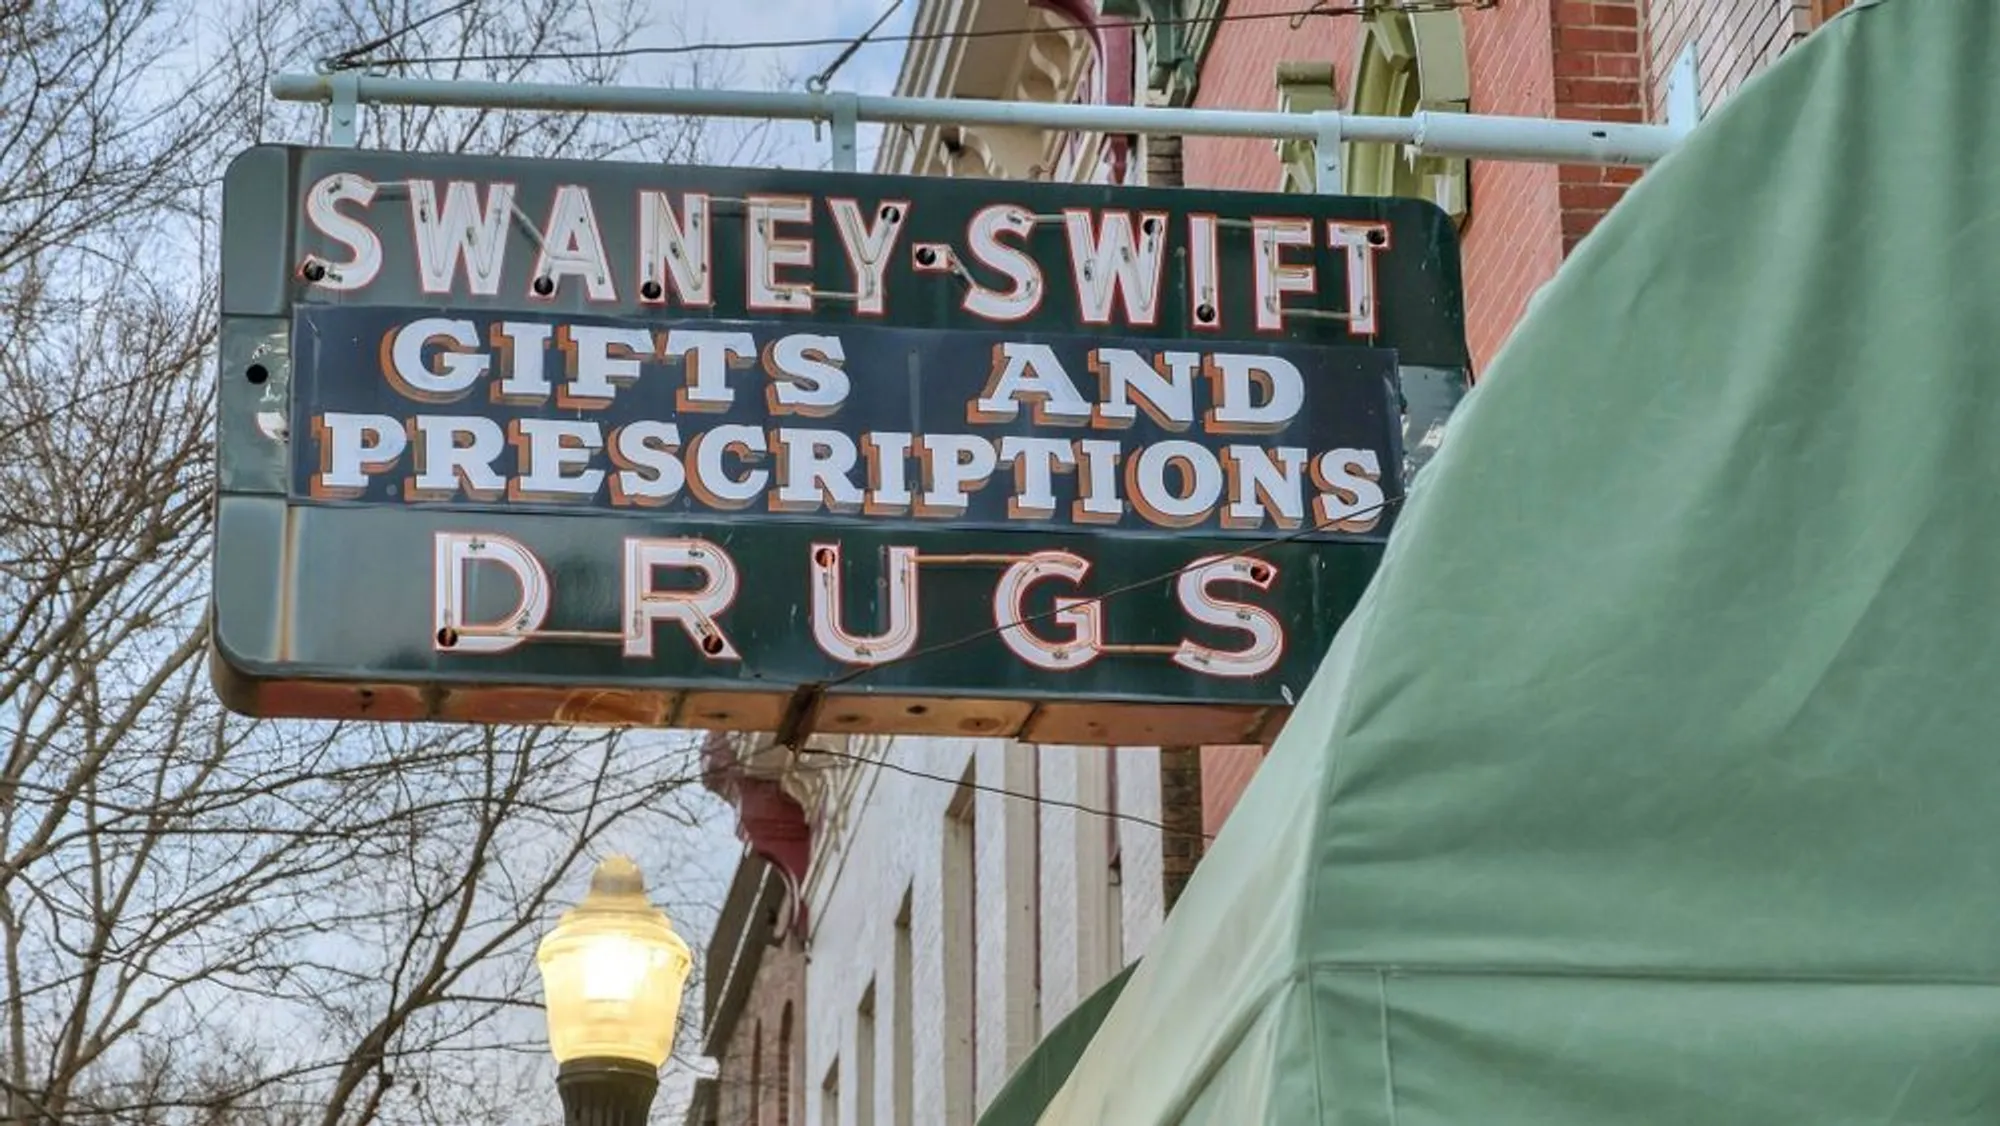 SWANEY-SWIFT
GIFTS AND
PRESCRIPTIONS
DRUGS